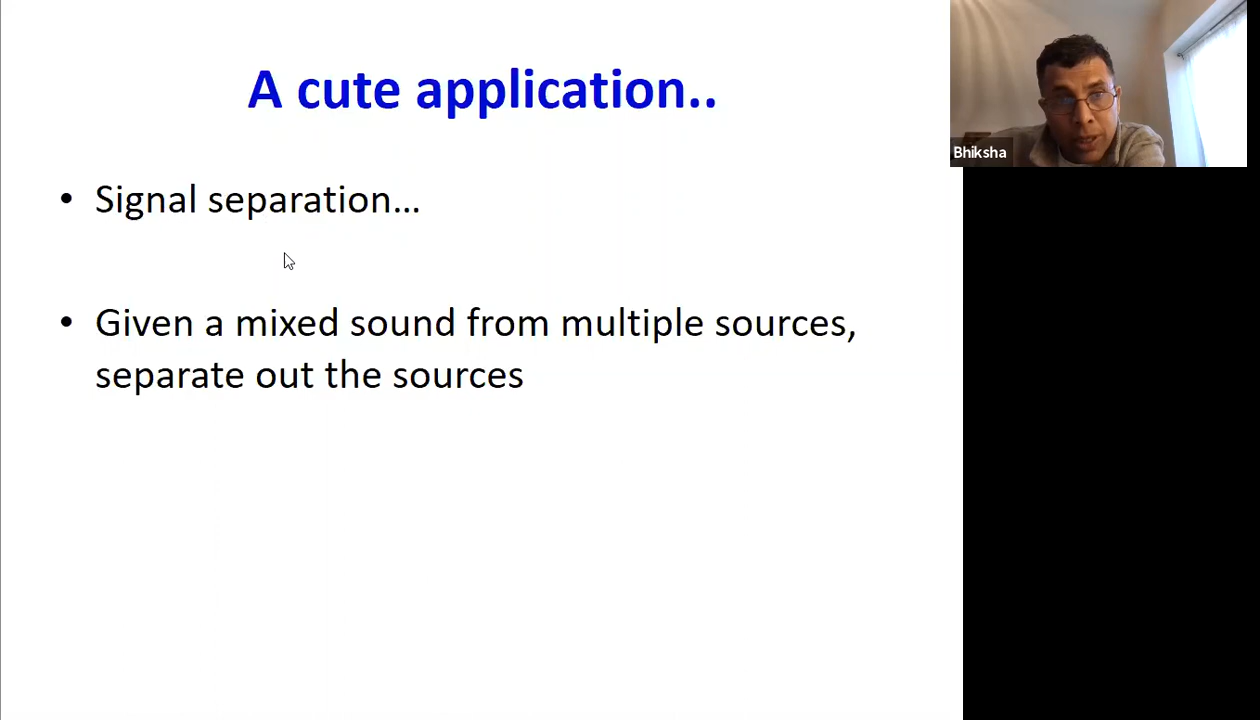 A cute application..
Bhiksha
• Signal separation...
• Given a mixed sound from multiple sources,
separate out the sources